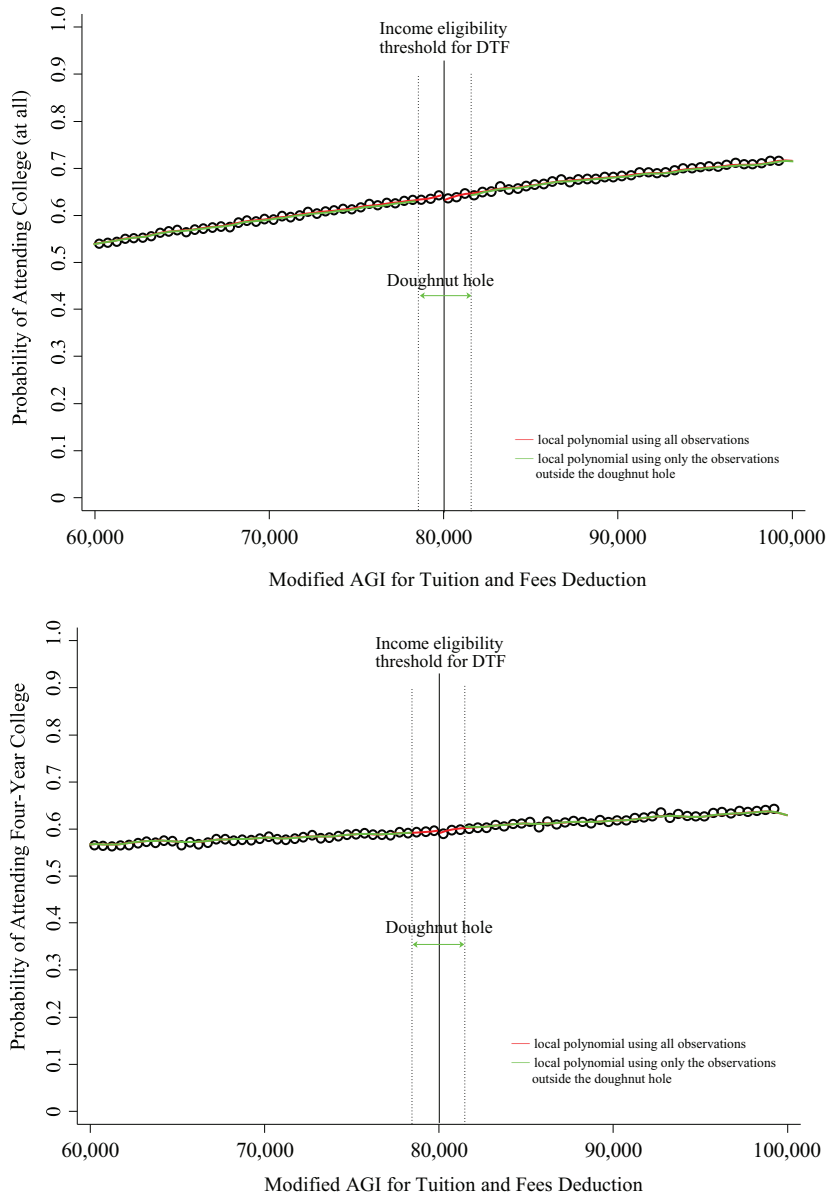 Income eligibility
threshold for DTF
Probability of Attending College (at all)
1.0
0.9
0.8
0.7
0.6
0.5
0.4
0.3
0.2
0.1
0
Doughnut hole
local polynomial using all observations
local polynomial using only the observations
outside the doughnut hole
60,000 70,000 80,000 90,000 100,000
Modified AGI for Tuition and Fees Deduction
Income eligibility
threshold for DTF
Probability of Attending Four-Year College
1.0
0.9
0.8
0.7
0.6
0.5
0.4
0.3
0.2
0.1
0
Doughnut hole
local polynomial using all observations
local polynomial using only the observations
outside the doughnut hole
60,000 70,000 80,000 90,000 100,000
Modified AGI for Tuition and Fees Deduction